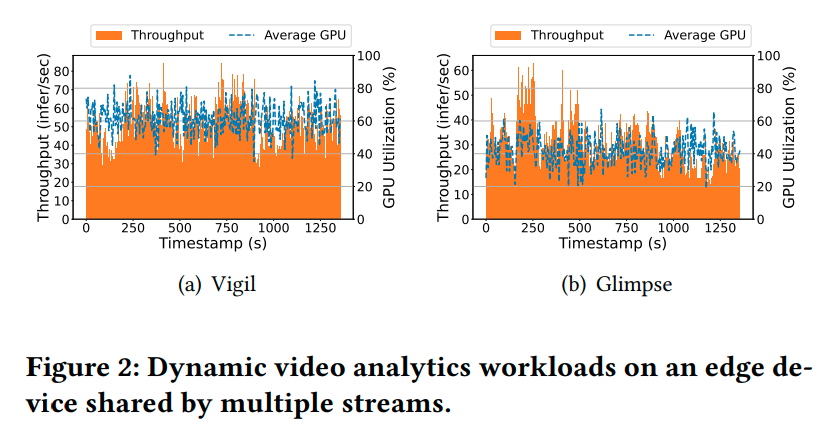 Throughput Average GPU
Throughput (infer/sec)
80
70
60
50
40
30
20
10
0
100
80
60
40
20
0
GPU Utilization (%)
0 250 500 750 1000 1250
Timestamp (s)
(a) Vigil
Throughput Average GPU
Throughput (infer/sec)
60
50
40
30
20
10
0
100
80
60
40
20
0
GPU Utilization (%)
0 250 500 750 1000 1250
Timestamp (s)
(b) Glimpse
Figure 2: Dynamic video analytics workloads on an edge de-
vice shared by multiple streams.